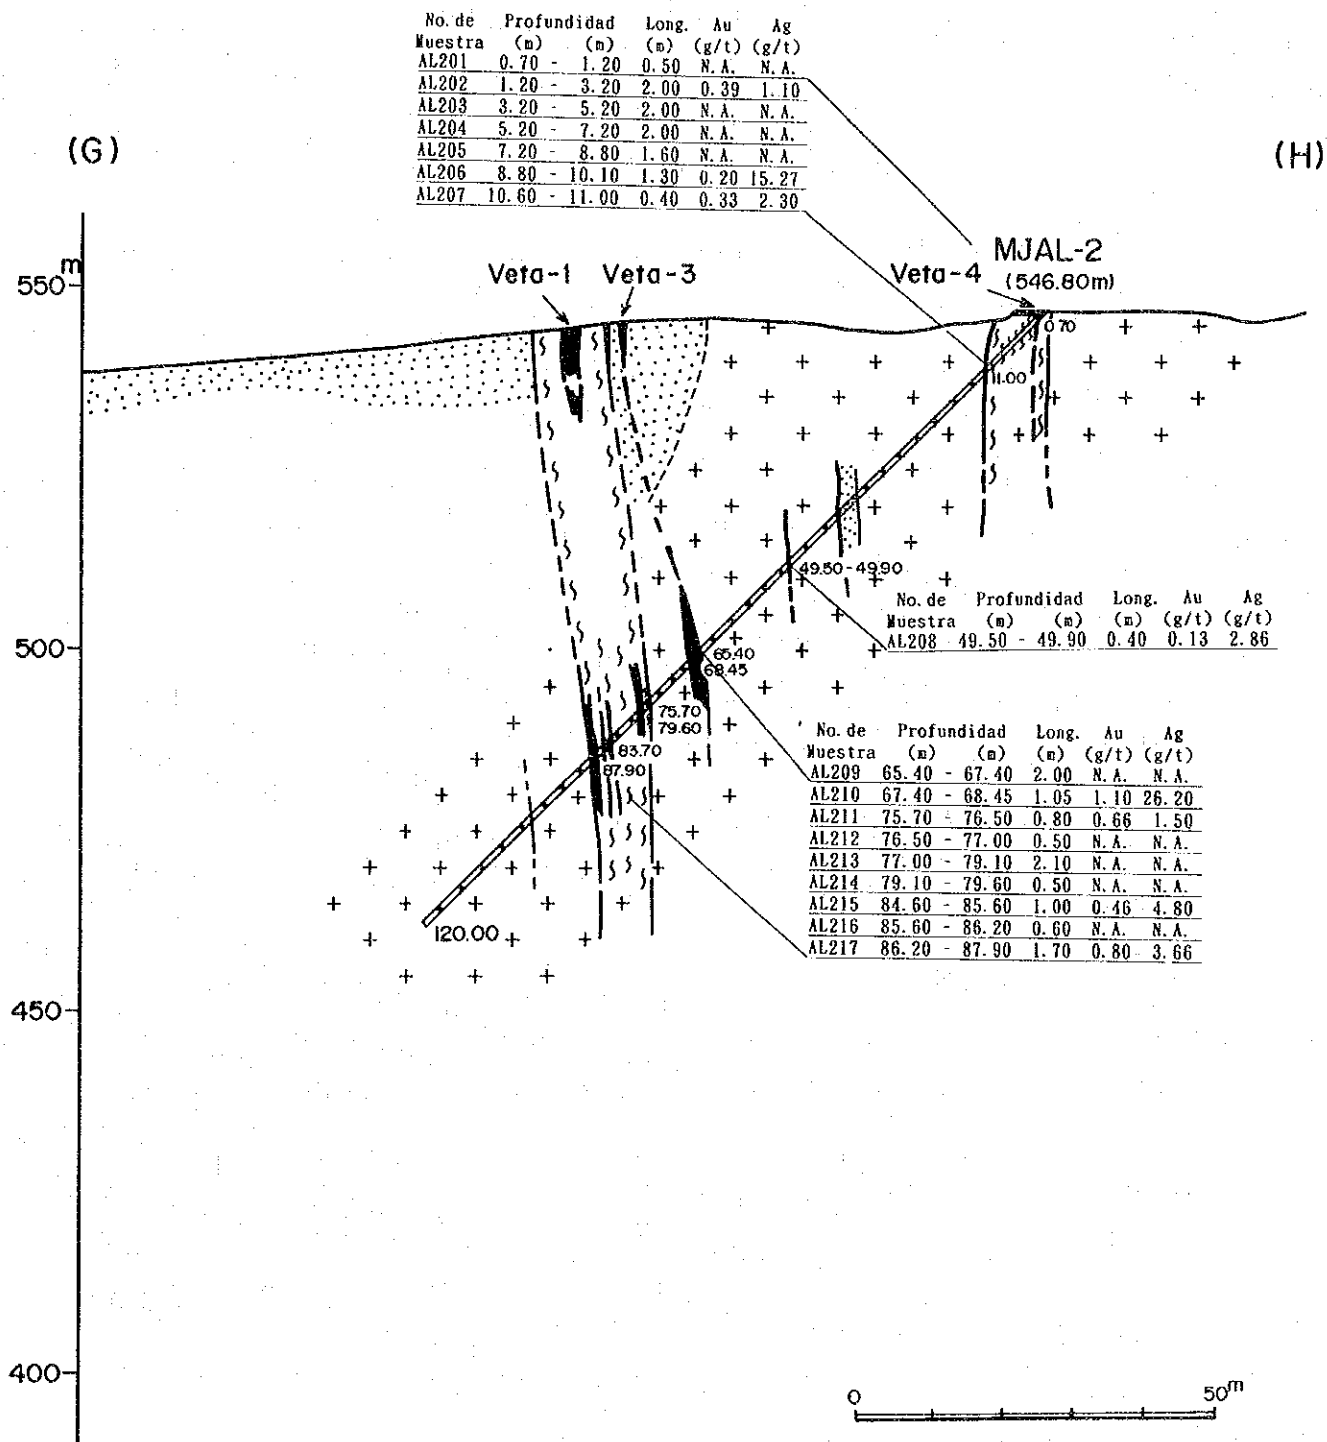 No. de Profundidad Long. Au Ag
Muestra (m) (m) (m) (g/t) (g/t)
AL201 0.70 - 1.20 0.50 N.A. N.A.
AL202 1.20 - 3.20 2.00 0.39 1.10
AL203 3.20 - 5.20 2.00 N.A. N.A.
AL204 5.20 - 7.20 2.00 N.A. N.A.
AL205 7.20 - 8.80 1.60 N.A. N.A.
AL206 8.80 - 10.10 1.30 0.20 15.27
AL207 10.60 - 11.00 0.40 0.33 2.30
(G)
(H)
550 m
Veta-1 Veta-3 Veta-4 MJAL-2
(546.80m)
0.70
11.00
49.50-49.90
No. de Profundidad Long. Au Ag
Muestra (m) (m) (m) (g/t) (g/t)
AL208 49.50 - 49.90 0.40 0.13 2.86
500
65.40
68.45
75.70
79.60
83.70
87.90
No. de Profundidad Long. Au Ag
Muestra (m) (m) (m) (g/t) (g/t)
AL209 65.40 - 67.40 2.00 N.A. N.A.
AL210 67.40 - 68.45 1.05 1.10 26.20
AL211 75.70 - 76.50 0.80 0.66 1.50
AL212 76.50 - 77.00 0.50 N.A. N.A.
AL213 77.00 - 79.10 2.10 N.A. N.A.
AL214 79.10 - 79.60 0.50 N.A. N.A.
AL215 84.60 - 85.60 1.00 0.46 4.80
AL216 85.60 - 86.20 0.60 N.A. N.A.
AL217 86.20 - 87.90 1.70 0.80 3.66
120.00
450
400
0 50m